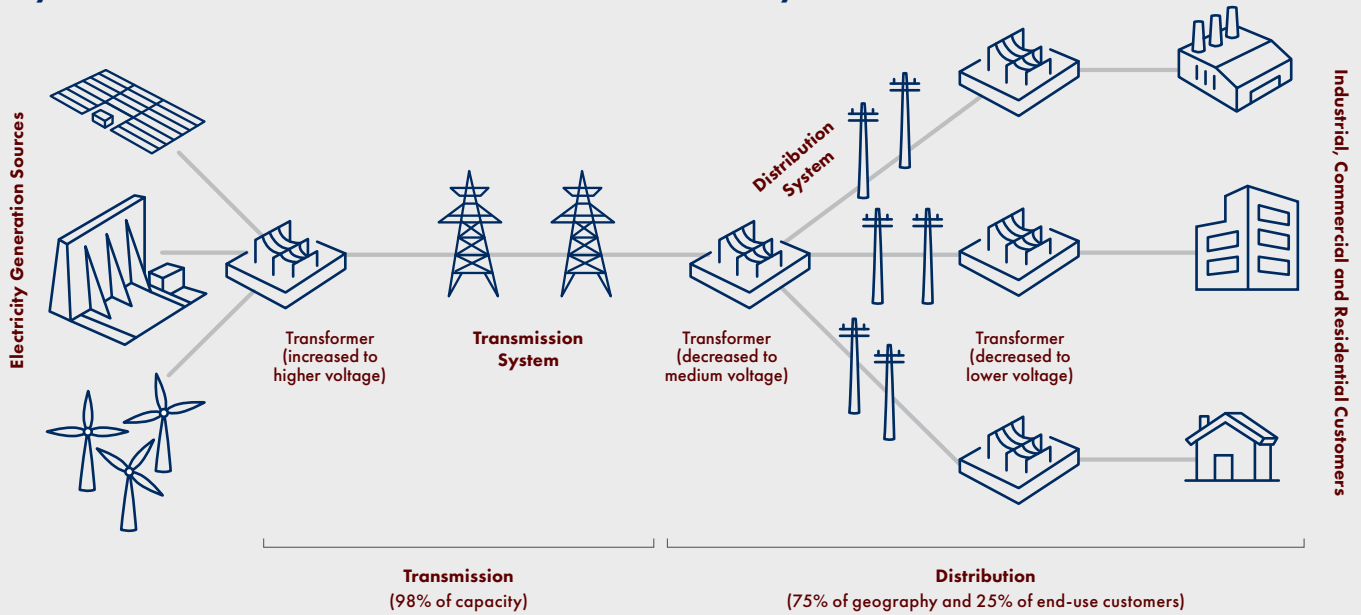 Electricity Generation Sources
Distribution
System
Industrial, Commercial and Residential Customers
Transformer
(increased to
higher voltage)
Transmission
System
Transformer
(decreased to
medium voltage)
Transformer
(decreased to
lower voltage)
Transmission
(98% of capacity)
Distribution
(75% of geography and 25% of end-use customers)